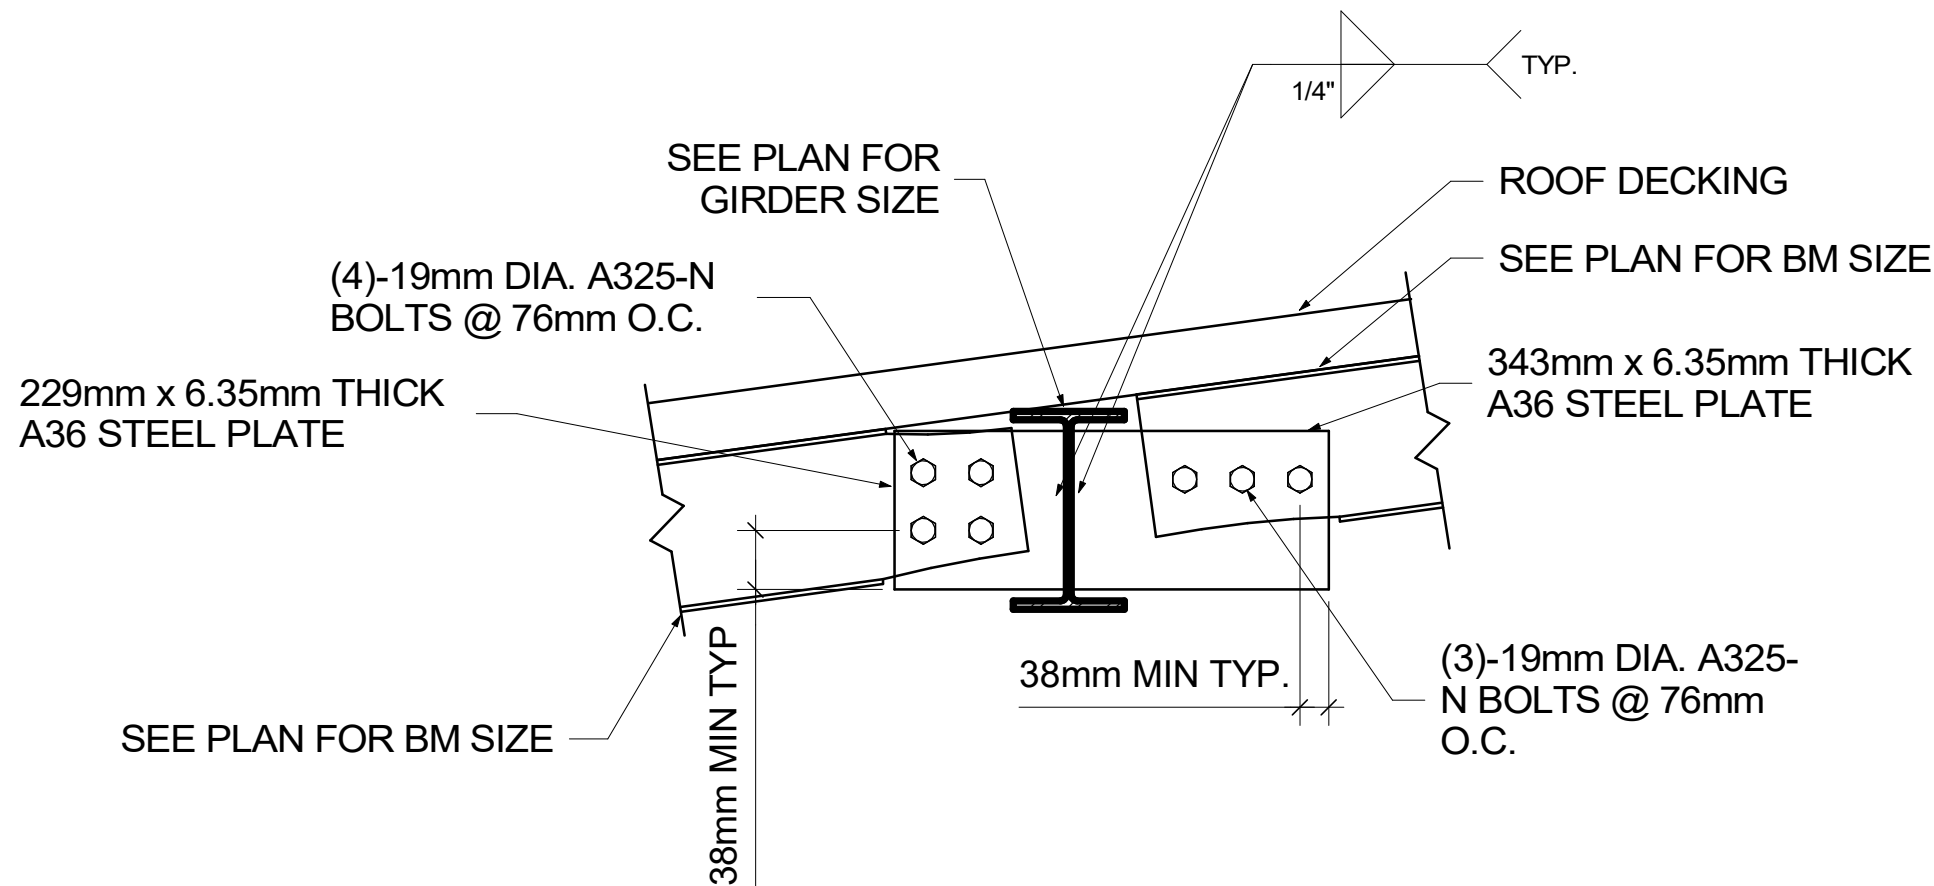 TYP.
1/4"
SEE PLAN FOR
GIRDER SIZE
ROOF DECKING
SEE PLAN FOR BM SIZE
(4)-19mm DIA. A325-N
BOLTS @ 76mm O.C.
343mm x 6.35mm THICK
A36 STEEL PLATE
229mm x 6.35mm THICK
A36 STEEL PLATE
38mm MIN TYP
38mm MIN TYP.
(3)-19mm DIA. A325-
N BOLTS @ 76mm
O.C.
SEE PLAN FOR BM SIZE